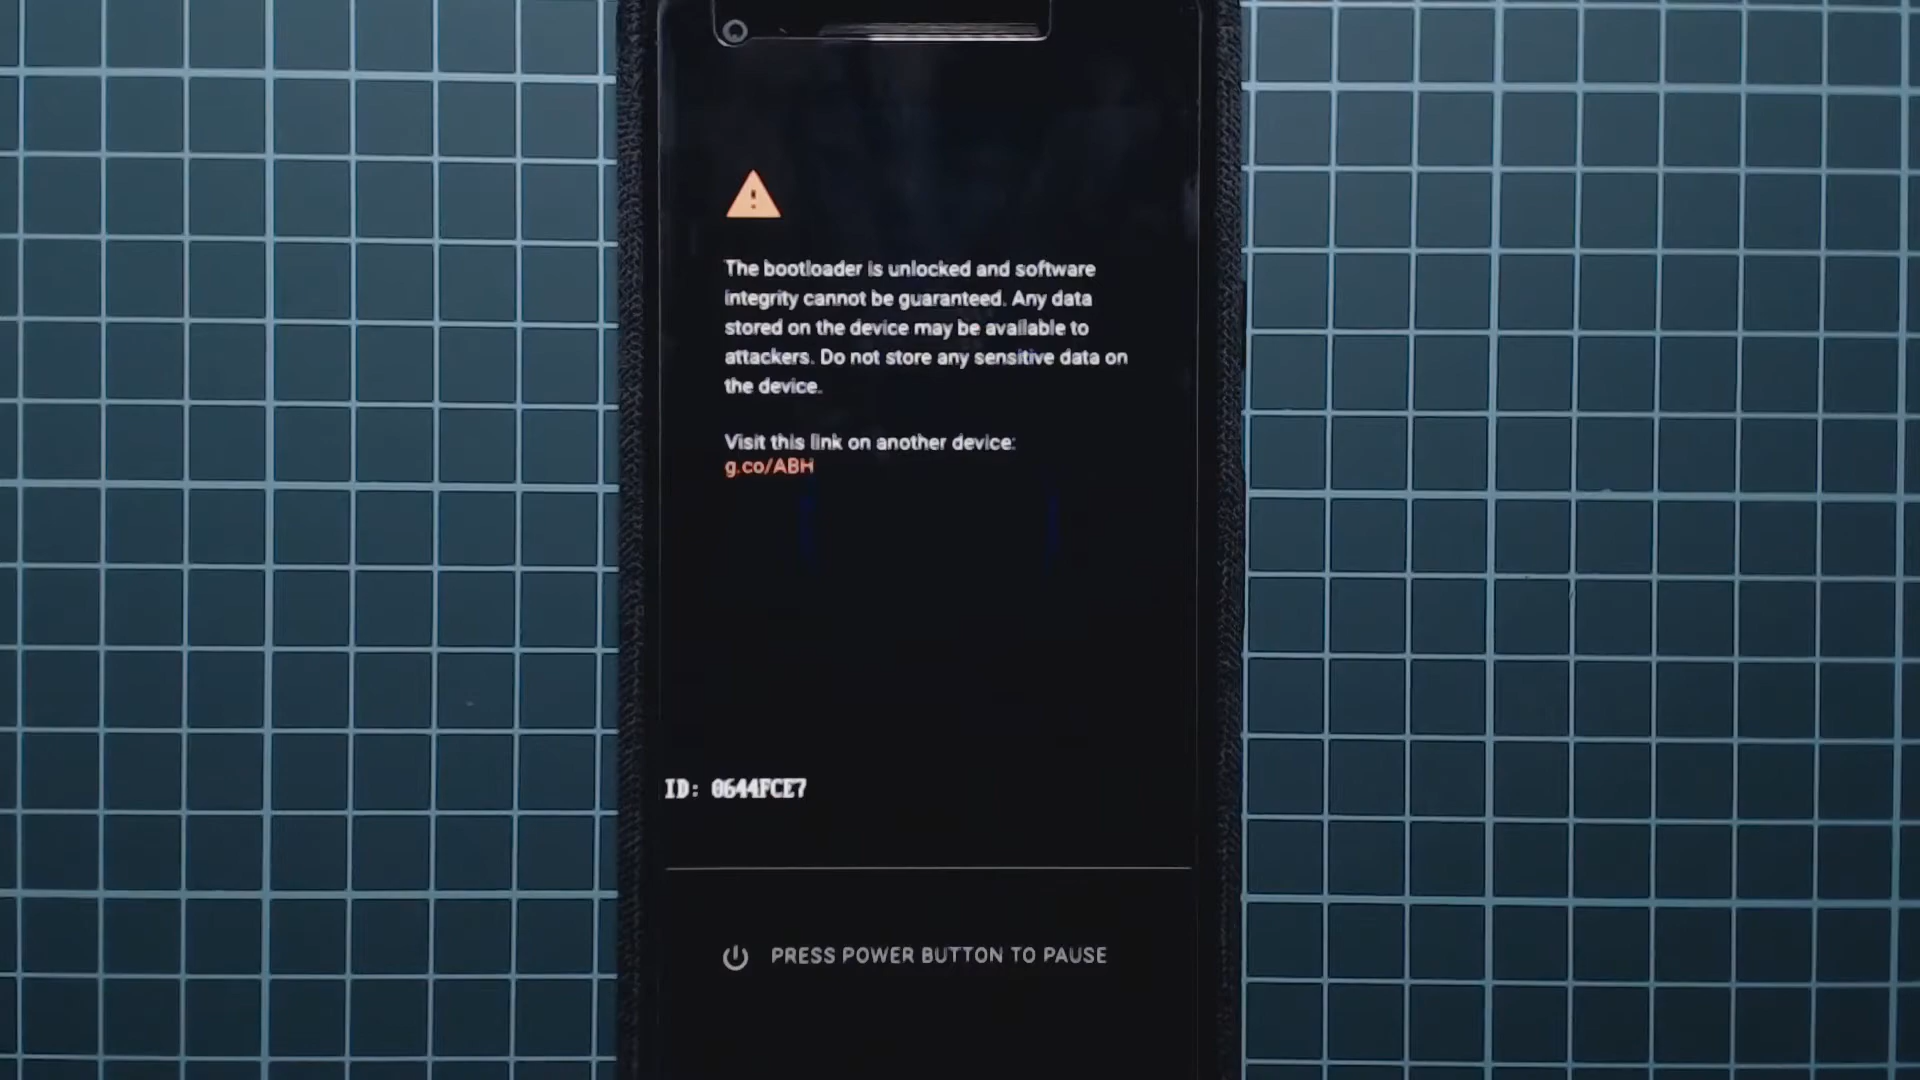 The bootloader is unlocked and software
integrity cannot be guaranteed. Any data
stored on the device may be available to
attackers. Do not store any sensitive data on
the device.
Visit this link on another device:
g.co/ABH
ID: 0644FCE7
PRESS POWER BUTTON TO PAUSE